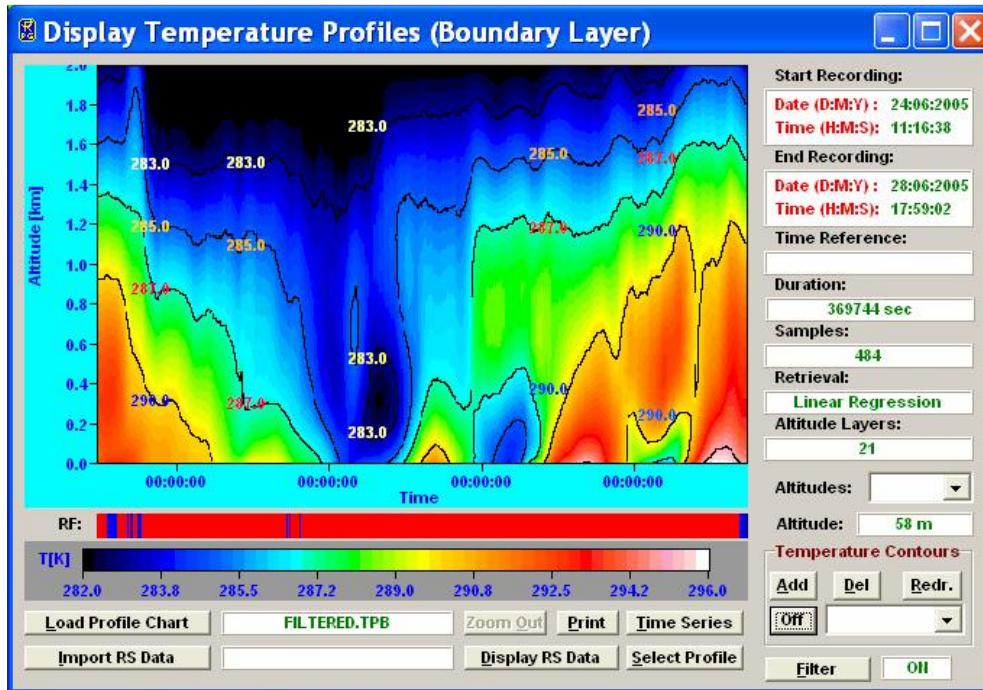 Display Temperature Profiles (Boundary Layer)
2.0
1.8
1.6
1.4
1.2
1.0
0.8
0.6
0.4
0.2
0.0
Altitude [km]
283.0
283.0
283.0
285.0
285.0
285.0
287.0
285.0
285.0
287.0
290.0
287.0
287.0
283.0
290.0
290.0
290.0
283.0
00:00:00
00:00:00
00:00:00
00:00:00
Time
RF:
T[K]
282.0
283.8
285.5
287.2
289.0
290.8
292.5
294.2
296.0
Load Profile Chart
FILTERED.TPB
Zoom Out
Print
Time Series
Import RS Data
Display RS Data
Select Profile
Start Recording:
Date (D:M:Y) : 24:06:2005
Time (H:M:S): 11:16:38
End Recording:
Date (D:M:Y) : 28:06:2005
Time (H:M:S): 17:59:02
Time Reference:
Duration:
369744 sec
Samples:
484
Retrieval:
Linear Regression
Altitude Layers:
21
Altitudes:
Altitude: 58 m
Temperature Contours
Add
Del
Redr.
Off
Filter
ON